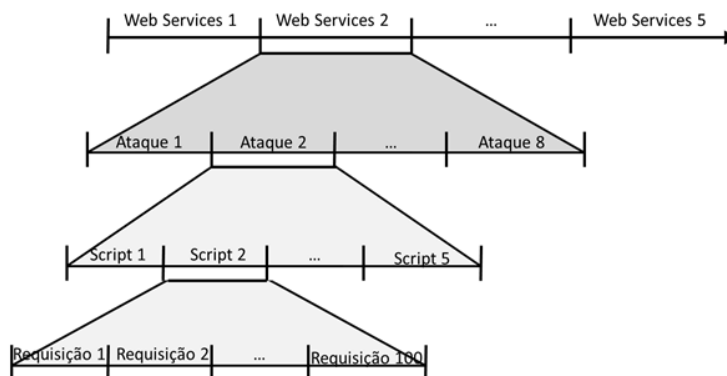 Web Services 1 Web Services 2 ... Web Services 5
Ataque 1 Ataque 2 ... Ataque 8
Script 1 Script 2 ... Script 5
Requisição 1 Requisição 2 ... Requisição 100